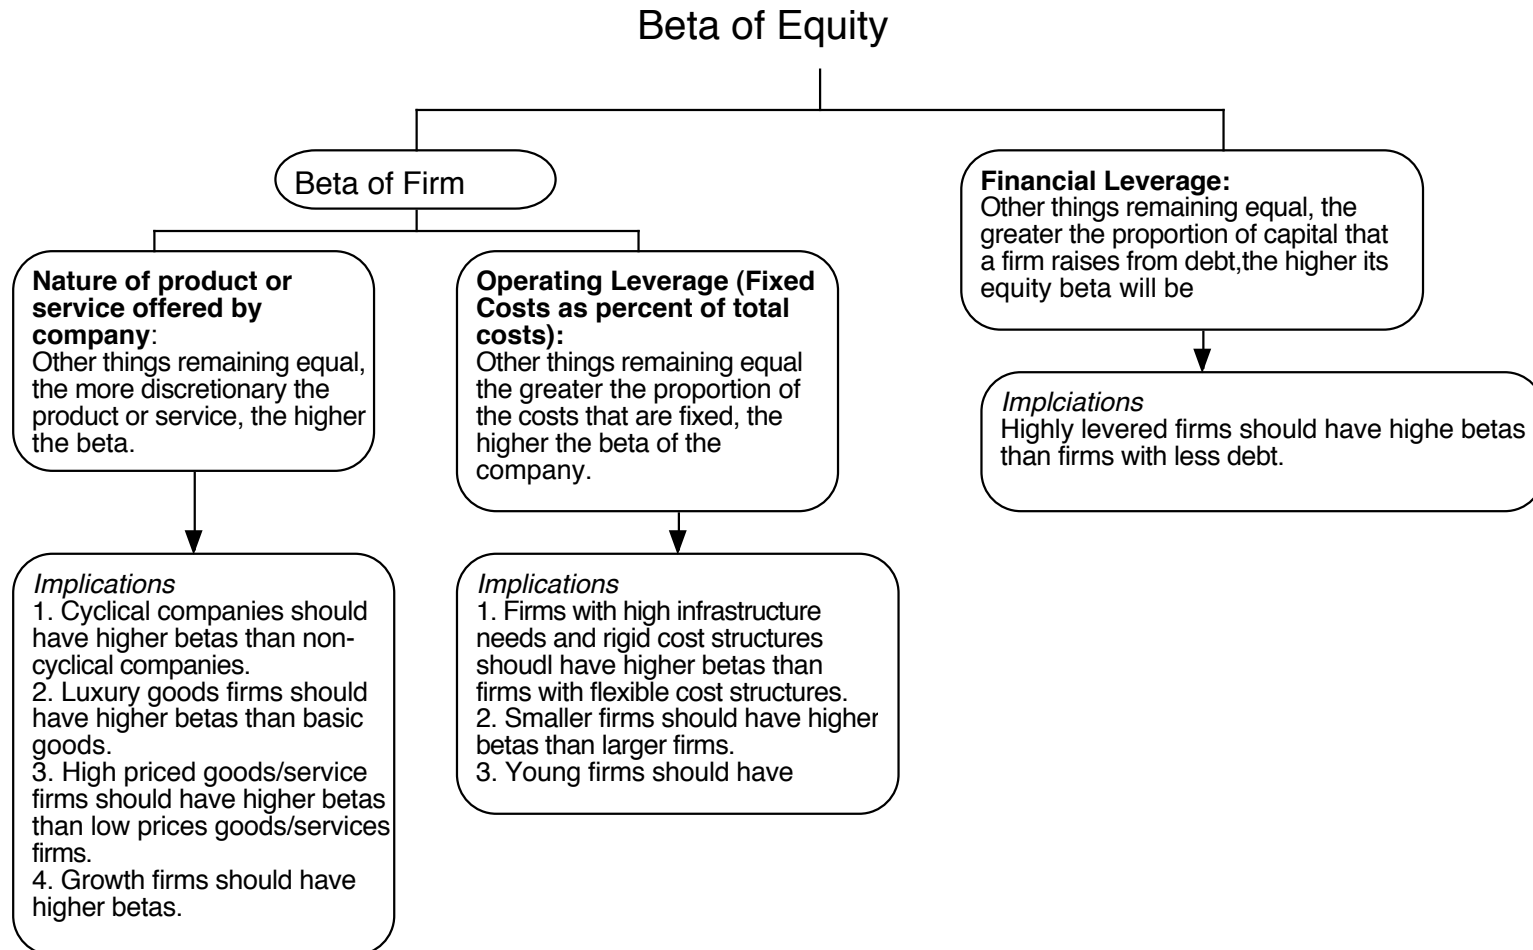 Beta of Equity
Beta of Firm
Nature of product or
service offered by
company:
Other things remaining equal,
the more discretionary the
product or service, the higher
the beta.
Operating Leverage (Fixed
Costs as percent of total
costs):
Other things remaining equal
the greater the proportion of
the costs that are fixed, the
higher the beta of the
company.
Financial Leverage:
Other things remaining equal, the
greater the proportion of capital that
a firm raises from debt,the higher its
equity beta will be
Implications
1. Cyclical companies should
have higher betas than non-
cyclical companies.
2. Luxury goods firms should
have higher betas than basic
goods.
3. High priced goods/service
firms should have higher betas
than low prices goods/services
firms.
4. Growth firms should have
higher betas.
Implications
1. Firms with high infrastructure
needs and rigid cost structures
shoudl have higher betas than
firms with flexible cost structures.
2. Smaller firms should have higher
betas than larger firms.
3. Young firms should have
Implciations
Highly levered firms should have highe betas
than firms with less debt.